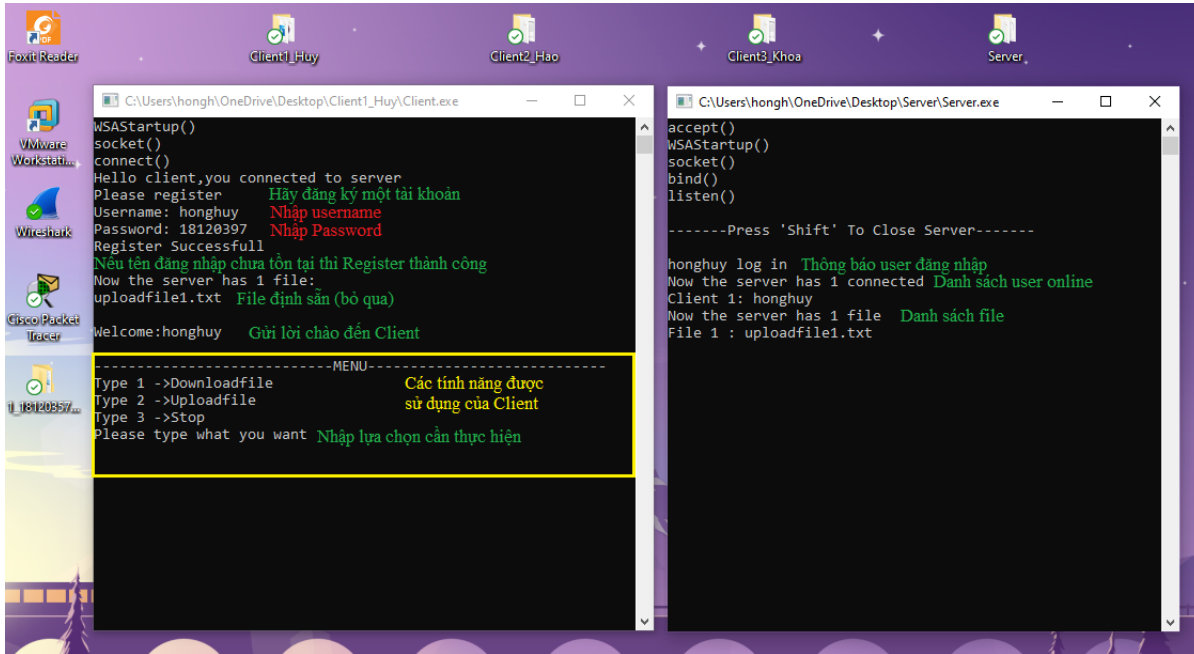 Foxit Reader
Client1_Huy
Client2_Hao
Client3_Khoa
Server
VMware
Workstati...
Wireshark
Cisco Packet
Tracer
C:\Users\hongh\OneDrive\Desktop\Client1_Huy\Client.exe
WSAStartup()
socket()
connect()
Hello client,you connected to server
Please register Hãy đăng ký một tài khoản
Username: honghuy Nhập username
Password: 18120397 Nhập Password
Register Successfull
Nếu tên đăng nhập chưa tồn tại thì Register thành công
Now the server has 1 file:
uploadfile1.txt File định sẵn (bỏ qua)
Welcome:honghuy Gửi lời chào đến Client
----------------------------MENU----------------------------
Type 1 ->Downloadfile Các tính năng được
Type 2 ->Uploadfile sử dụng của Client
Type 3 ->Stop
Please type what you want Nhập lựa chọn cần thực hiện
C:\Users\hongh\OneDrive\Desktop\Server\Server.exe
accept()
WSAStartup()
socket()
bind()
listen()
-------Press 'Shift' To Close Server-------
honghuy log in Thông báo user đăng nhập
Now the server has 1 connected Danh sách user online
Client 1: honghuy
Now the server has 1 file Danh sách file
File 1 : uploadfile1.txt